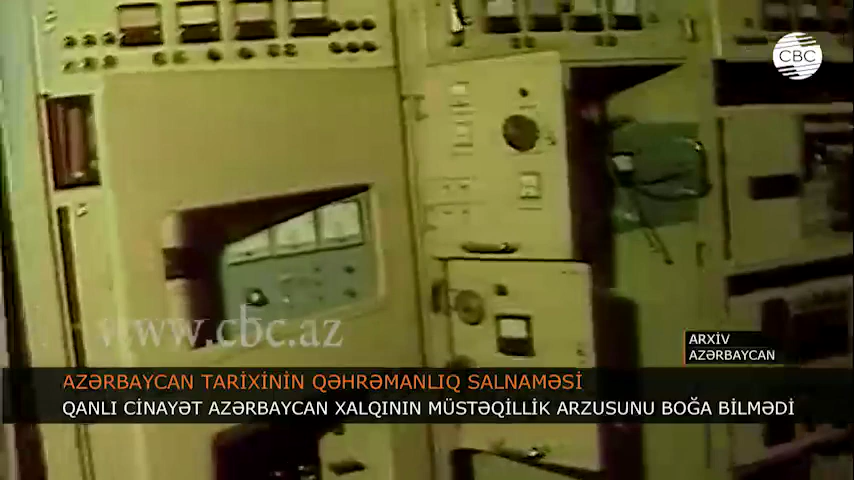 CBC
www.cbc.az
ARXİV
AZƏRBAYCAN
AZƏRBAYCAN TARİXİNİN QƏHRƏMANLIQ SALNAMƏSİ
QANLI CİNAYƏT AZƏRBAYCAN XALQININ MÜSTƏQİLLİK ARZUSUNU BOĞA BİLMƏDİ